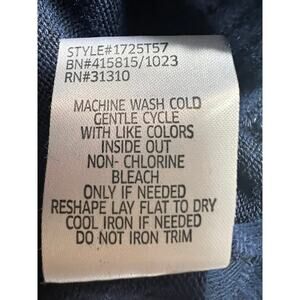 STYLE#1725T57
BN#415815/1023
RN#31310
MACHINE WASH COLD
GENTLE CYCLE
WITH LIKE COLORS
INSIDE OUT
NON- CHLORINE
BLEACH
ONLY IF NEEDED
RESHAPE LAY FLAT TO DRY
COOL IRON IF NEEDED
DO NOT IRON TRIM